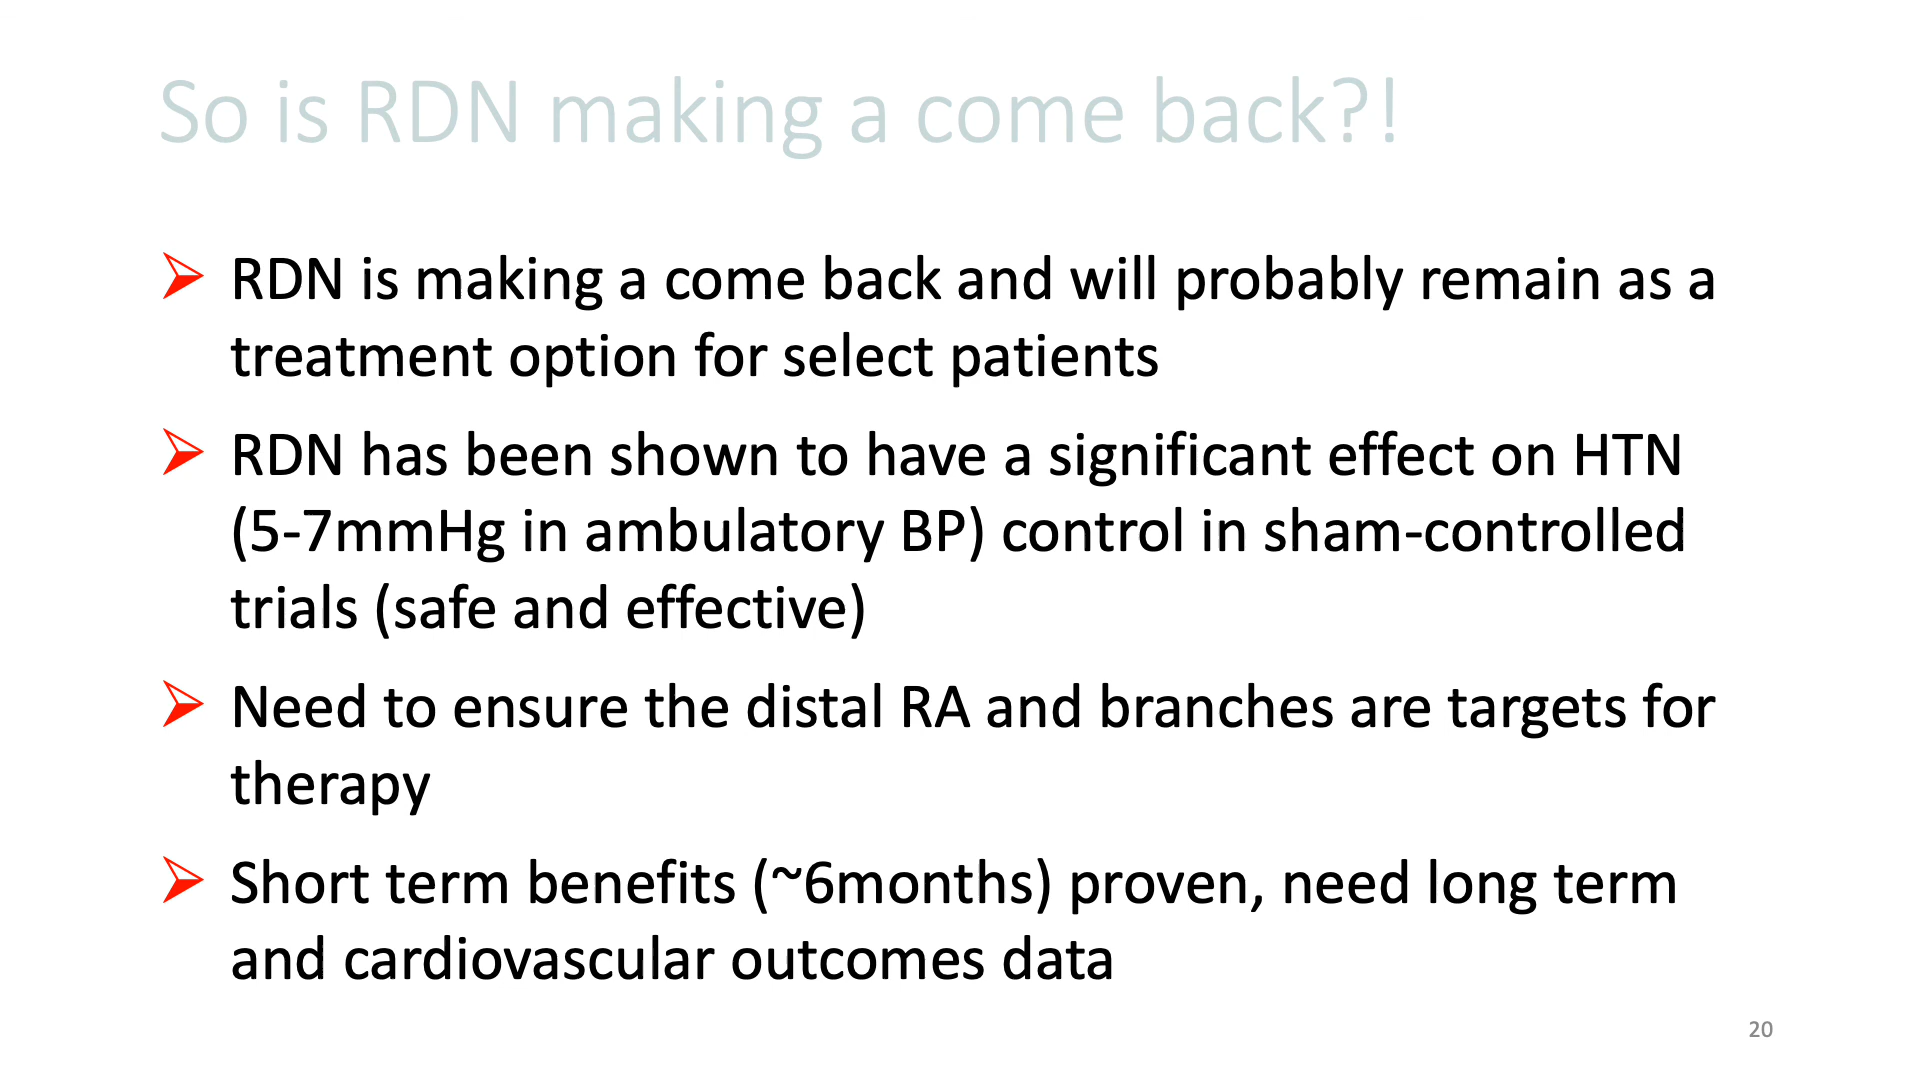 So is RDN making a come back?!
RDN is making a come back and will probably remain as a
treatment option for select patients
RDN has been shown to have a significant effect on HTN
(5-7mmHg in ambulatory BP) control in sham-controlled
trials (safe and effective)
Need to ensure the distal RA and branches are targets for
therapy
Short term benefits (~6months) proven, need long term
and cardiovascular outcomes data
20